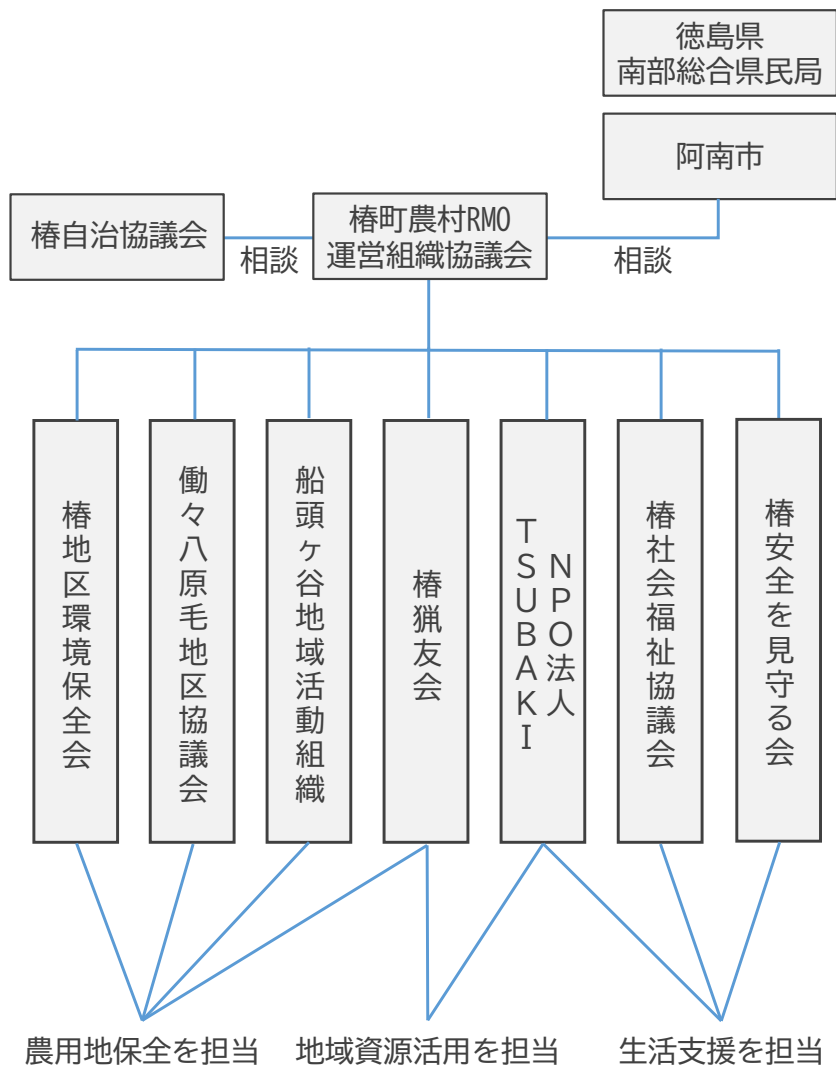 徳島県
南部総合県民局
阿南市
椿自治協議会
相談
椿町農村RMO
運営組織協議会
相談
椿地区環境保全会
働々八原毛地区協議会
船頭ヶ谷地域活動組織
椿猟友会
NPO法人
TSUBAKI
椿社会福祉協議会
椿安全を見守る会
農用地保全を担当
地域資源活用を担当
生活支援を担当